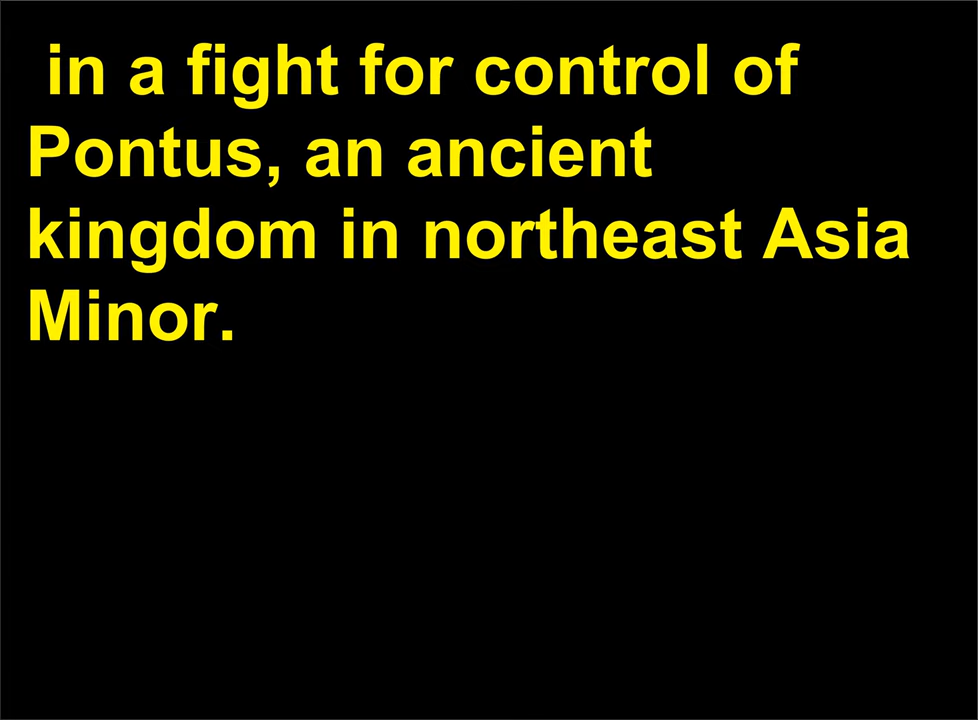 in a fight for control of
Pontus, an ancient
kingdom in northeast Asia
Minor.